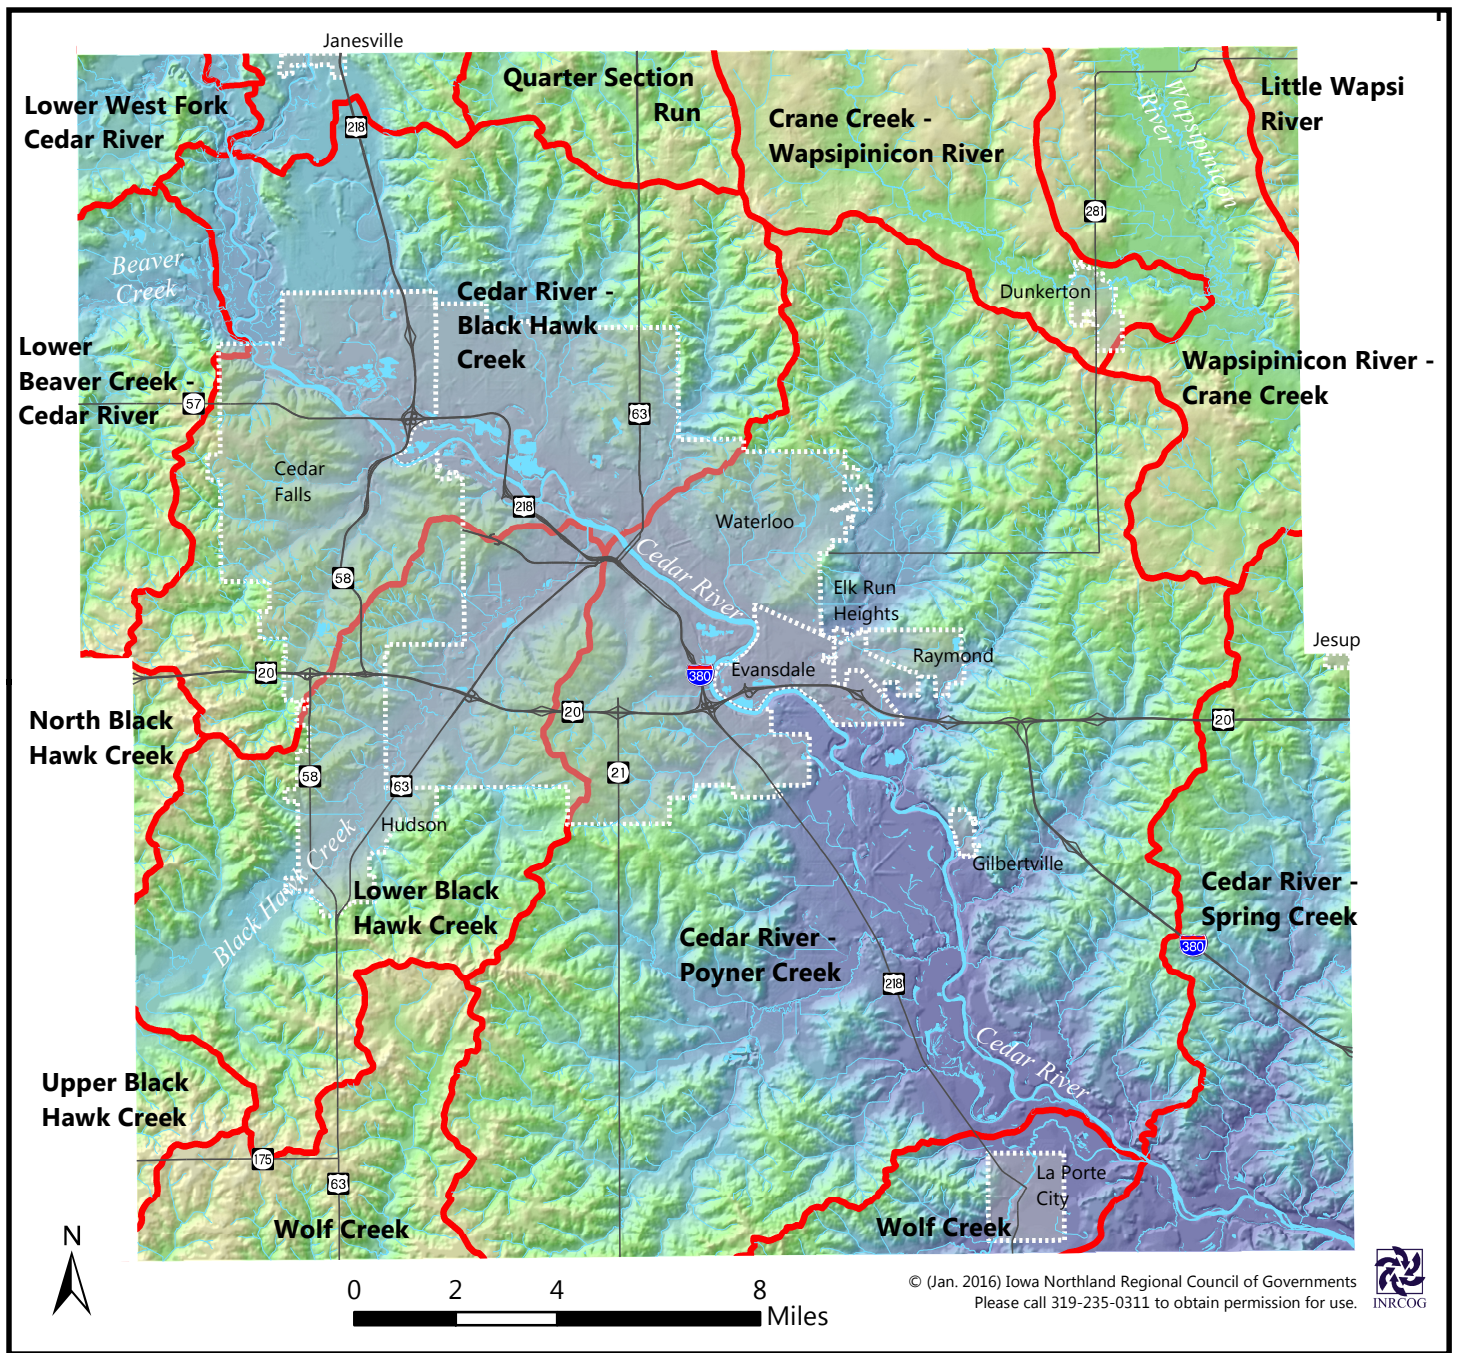 Janesville
Quarter Section
Run
Lower West Fork
Cedar River
218
Crane Creek -
Wapsipinicon River
Wapsipinicon
River
Little Wapsi
River
281
Beaver
Creek
Cedar River -
Black Hawk
Creek
Dunkerton
Lower
Beaver Creek -
Cedar River
57
63
Wapsipinicon River -
Crane Creek
Cedar
Falls
218
Waterloo
Cedar River
58
Elk Run
Heights
Raymond
Jesup
20
380
Evansdale
North Black
Hawk Creek
20
20
58
63
21
Hudson
Black Hawk Creek
Gilbertville
Lower Black
Hawk Creek
Cedar River -
Spring Creek
Cedar River -
Poyner Creek
380
218
Cedar River
Upper Black
Hawk Creek
175
63
La Porte
City
Wolf Creek
Wolf Creek
N
0 2 4 8
Miles
© (Jan. 2016) Iowa Northland Regional Council of Governments
Please call 319-235-0311 to obtain permission for use.
INRCOG